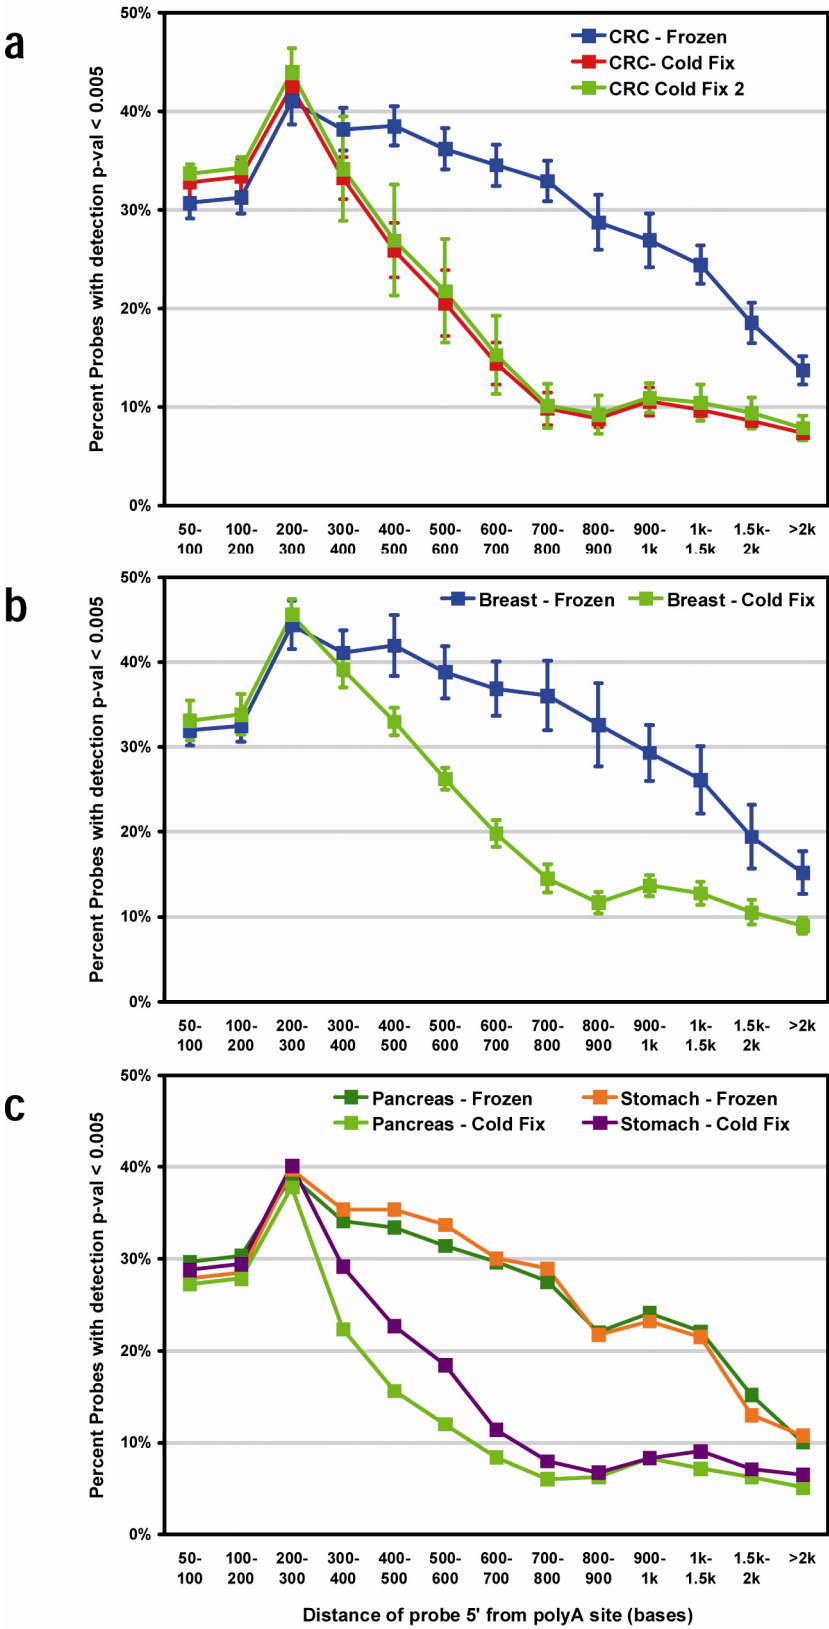 a
Percent Probes with detection p-val < 0.005
50%
40%
30%
20%
10%
0%
CRC - Frozen
CRC- Cold Fix
CRC Cold Fix 2
50- 100- 200- 300- 400- 500- 600- 700- 800- 900- 1k- 1.5k- >2k
100 200 300 400 500 600 700 800 900 1k 1.5k 2k
b
Percent Probes with detection p-val < 0.005
50%
40%
30%
20%
10%
0%
Breast - Frozen Breast - Cold Fix
50- 100- 200- 300- 400- 500- 600- 700- 800- 900- 1k- 1.5k- >2k
100 200 300 400 500 600 700 800 900 1k 1.5k 2k
c
Percent Probes with detection p-val < 0.005
50%
40%
30%
20%
10%
0%
Pancreas - Frozen Stomach - Frozen
Pancreas - Cold Fix Stomach - Cold Fix
50- 100- 200- 300- 400- 500- 600- 700- 800- 900- 1k- 1.5k- >2k
100 200 300 400 500 600 700 800 900 1k 1.5k 2k
Distance of probe 5' from polyA site (bases)